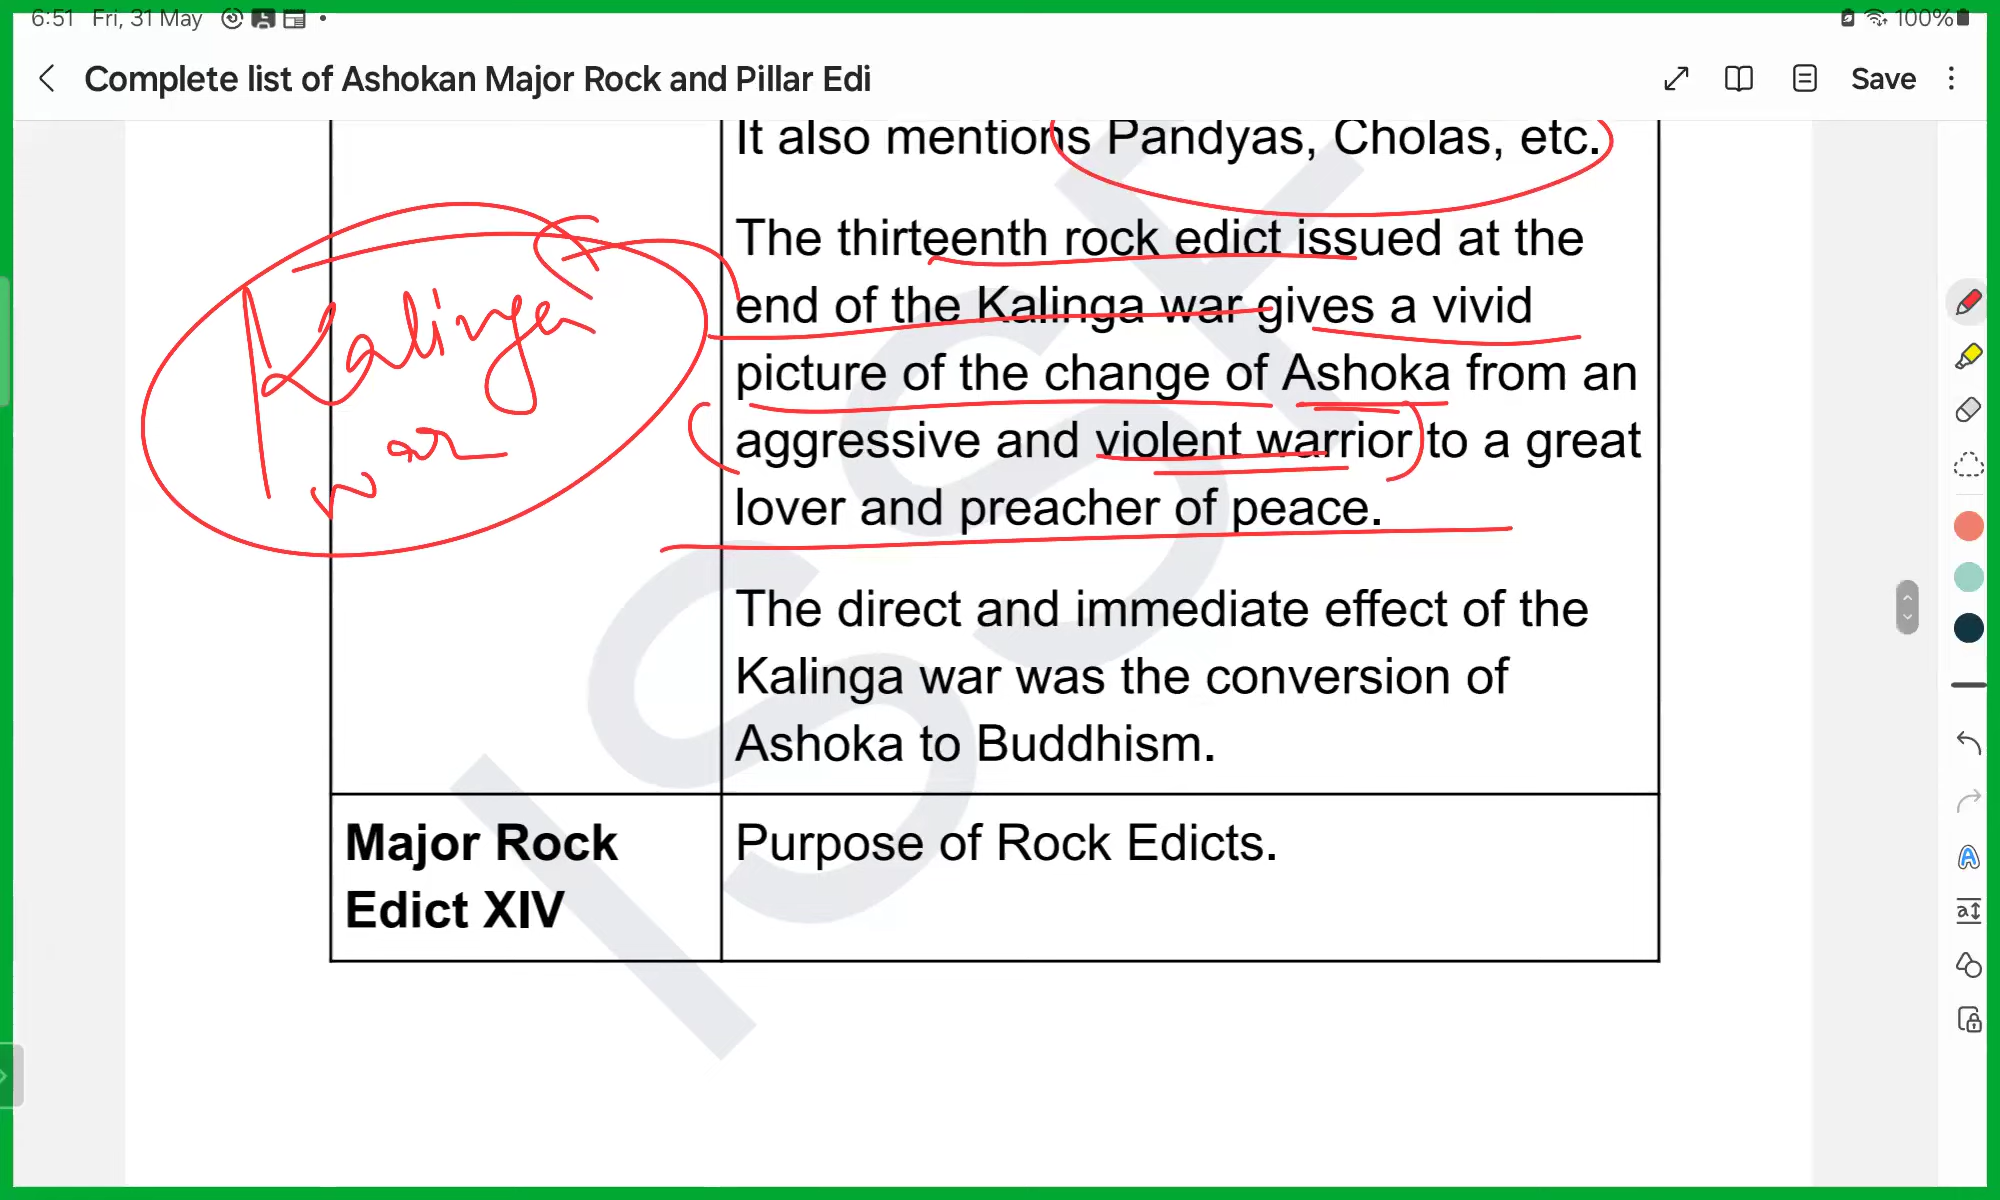 6:51 Fri, 31 May
100%
Complete list of Ashokan Major Rock and Pillar Edi
Save
It also mentions Pandyas, Cholas, etc.
The thirteenth rock edict issued at the
end of the Kalinga war gives a vivid
picture of the change of Ashoka from an
aggressive and violent warrior to a great
lover and preacher of peace.
Kalinga
war
The direct and immediate effect of the
Kalinga war was the conversion of
Ashoka to Buddhism.
Major Rock
Edict XIV
Purpose of Rock Edicts.